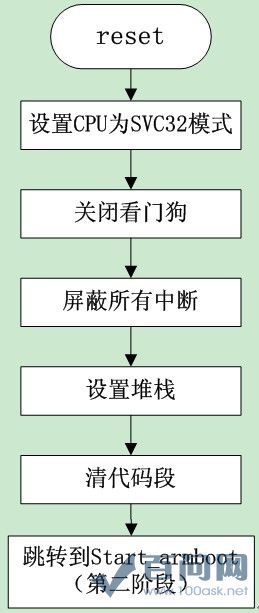 reset
设置CPU为SVC32模式
关闭看门狗
屏蔽所有中断
设置堆栈
清代码段
跳转到Start_armboot
（第二阶段）
百问网
www.100ask.net